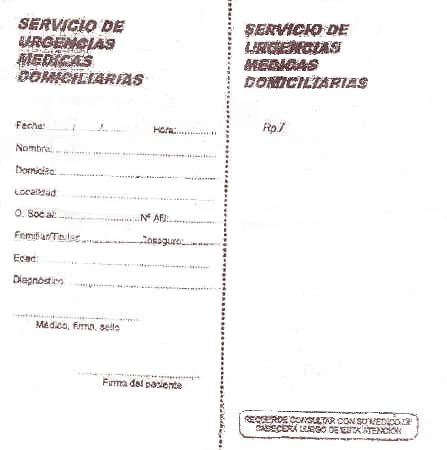 SERVICIO DE
URGENCIAS
MEDICAS
DOMICILIARIAS
Fecha: / /
Hora:
Nombre:
Domicilio:
Localidad:
O. Social: Nº Afil.:
Familiar/Titular: Coseguro:
Edad:
Diagnóstico:
Médico, firma, sello
Firma del paciente
SERVICIO DE
URGENCIAS
MEDICAS
DOMICILIARIAS
Rp./
RECUERDE CONSULTAR CON SU MEDICO DE
CABECERA LUEGO DE ESTA ATENCION